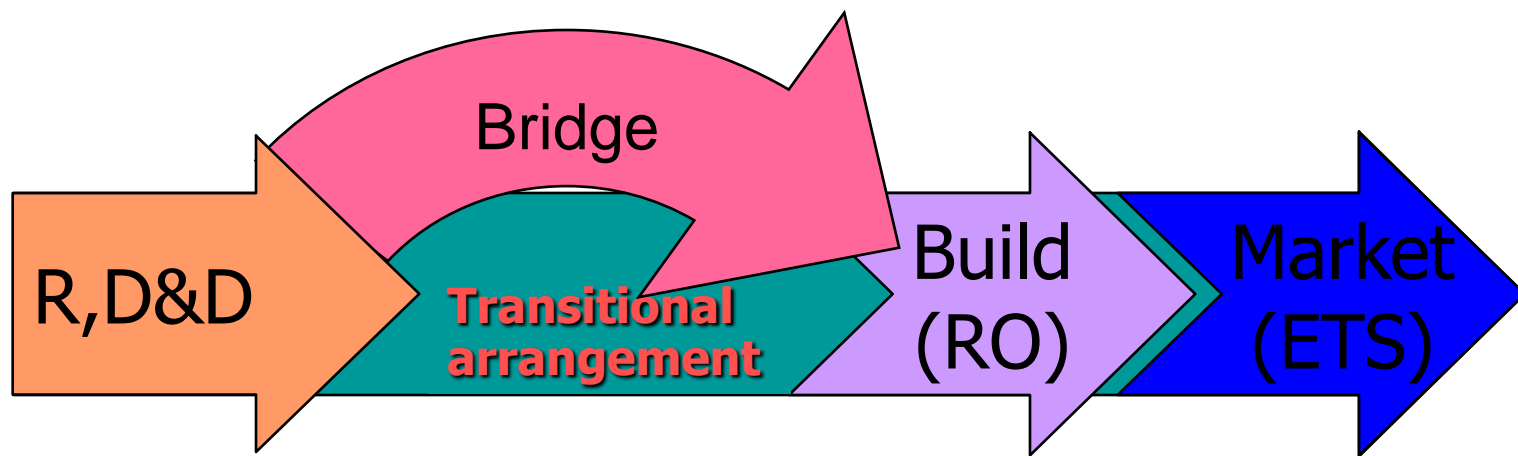 Bridge
R,D&D
Transitional
arrangement
Build
(RO)
Market
(ETS)